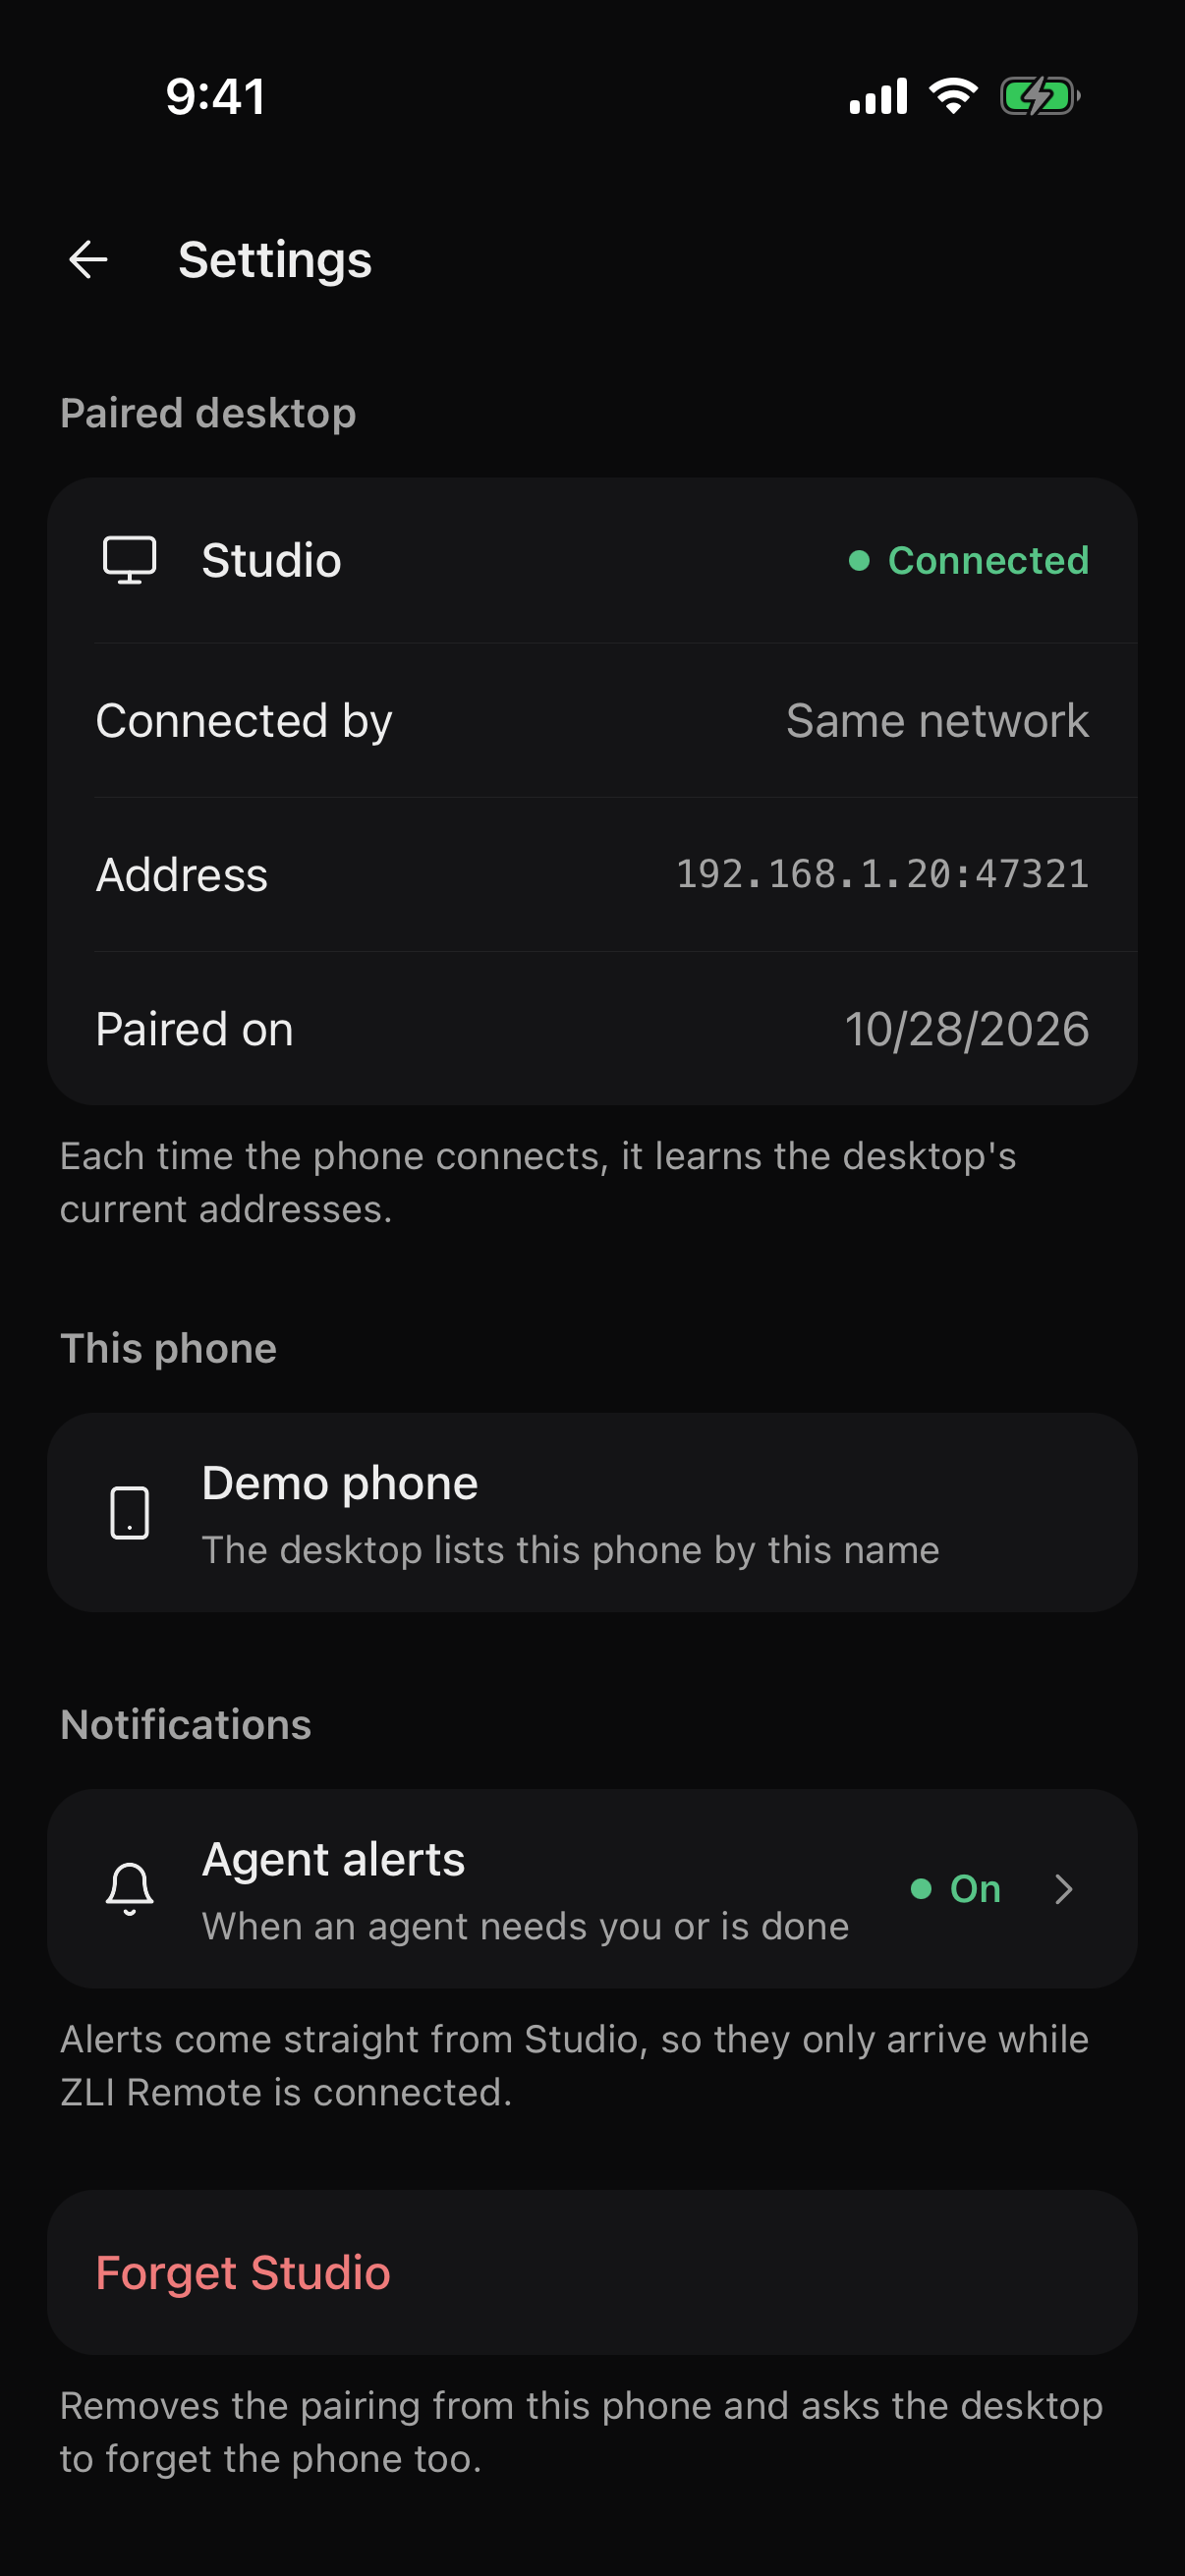 9:41
Settings
Paired desktop
Studio
Connected
Connected by
Same network
Address
192.168.1.20:47321
Paired on
10/28/2026
Each time the phone connects, it learns the desktop's
current addresses.
This phone
Demo phone
The desktop lists this phone by this name
Notifications
Agent alerts
When an agent needs you or is done
On
Alerts come straight from Studio, so they only arrive while
ZLI Remote is connected.
Forget Studio
Removes the pairing from this phone and asks the desktop
to forget the phone too.